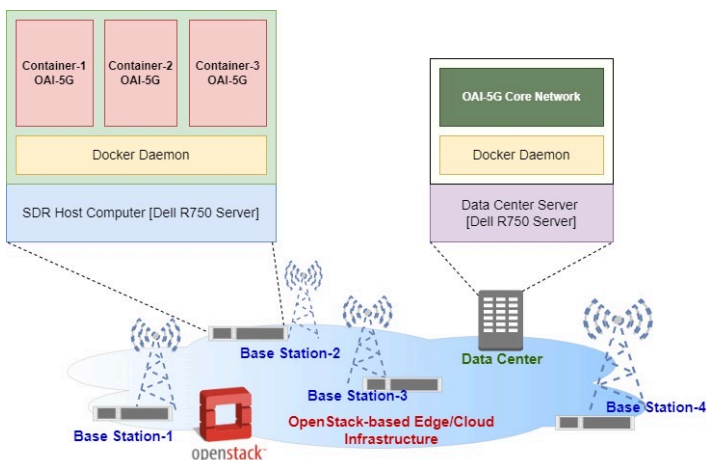 Container-1
OAI-5G
Container-2
OAI-5G
Container-3
OAI-5G
Docker Daemon
SDR Host Computer [Dell R750 Server]
OAI-5G Core Network
Docker Daemon
Data Center Server
[Dell R750 Server]
Base Station-2
Data Center
Base Station-3
Base Station-4
OpenStack-based Edge/Cloud
Infrastructure
Base Station-1
openstack